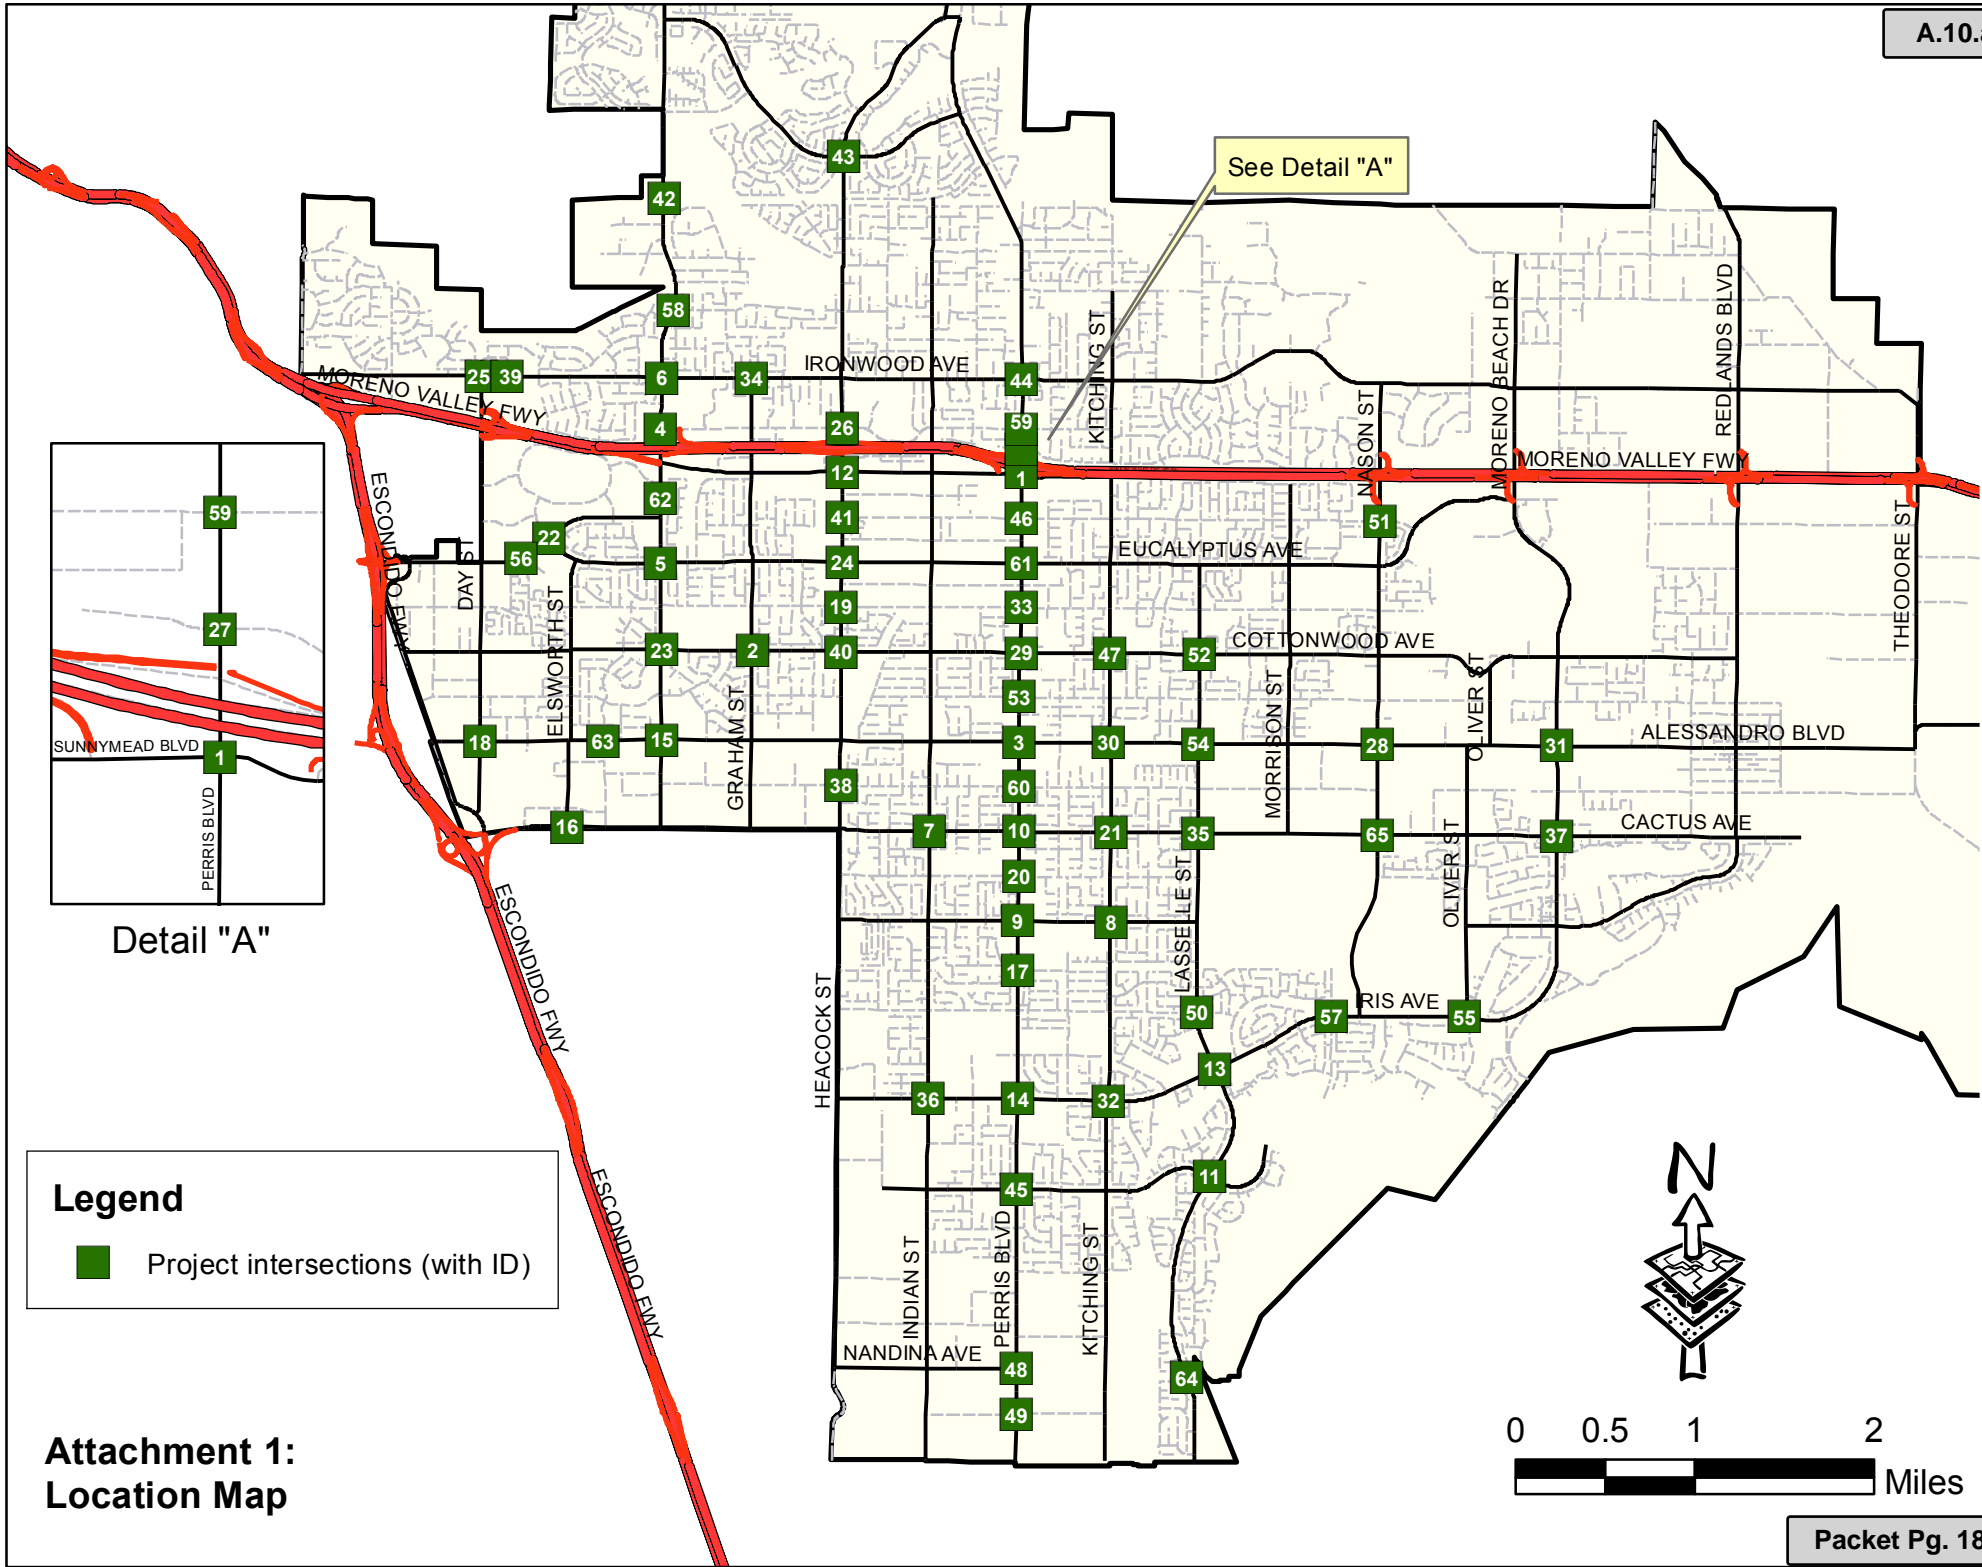 A.10.
See Detail "A"
43
42
58
KITCHING ST
MORENO BEACH DR
REDLANDS BLVD
IRONWOOD AVE
25
39
6
34
44
MORENO VALLEY FWY
4
26
59
NASON ST
12
1
MORENO VALLEY FWY
62
41
46
51
THEODORE ST
ESCONDIDO FWY
DAY ST
22
56
5
24
61
EUCALYPTUS AVE
19
33
ELSWORTH ST
23
2
40
29
47
52
COTTONWOOD AVE
53
GRAHAM ST
MORRISON ST
OLIVER ST
18
63
15
3
30
54
28
31
ALESSANDRO BLVD
38
60
16
7
10
21
35
65
37
CACTUS AVE
20
LASSELLE ST
OLIVER ST
9
8
17
ESCONDIDO FWY
HEACOCK ST
50
57
RIS AVE
55
13
36
14
32
11
45
ESCONDIDO FWY
INDIAN ST
PERRIS BLVD
KITCHING ST
NANDINA AVE
48
64
49
59
27
SUNNYMEAD BLVD
1
PERRIS BLVD
Detail "A"
Legend
Project intersections (with ID)
Attachment 1:
Location Map
N
0 0.5 1 2
Miles
Packet Pg. 18